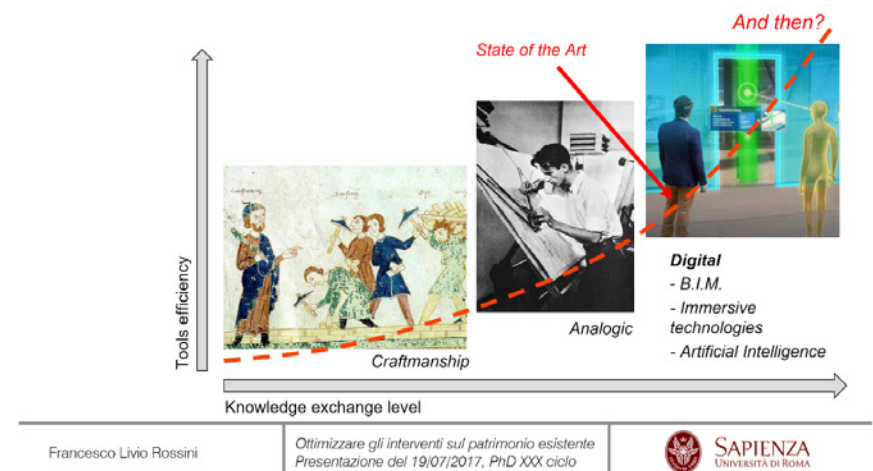 And then?
State of the Art
Tools efficiency
Craftmanship
Analogic
Digital
- B.I.M.
- Immersive
technologies
- Artificial Intelligence
Knowledge exchange level
Francesco Livio Rossini
Ottimizzare gli interventi sul patrimonio esistente
Presentazione del 19/07/2017, PhD XXX ciclo
SAPIENZA
UNIVERSITÀ DI ROMA